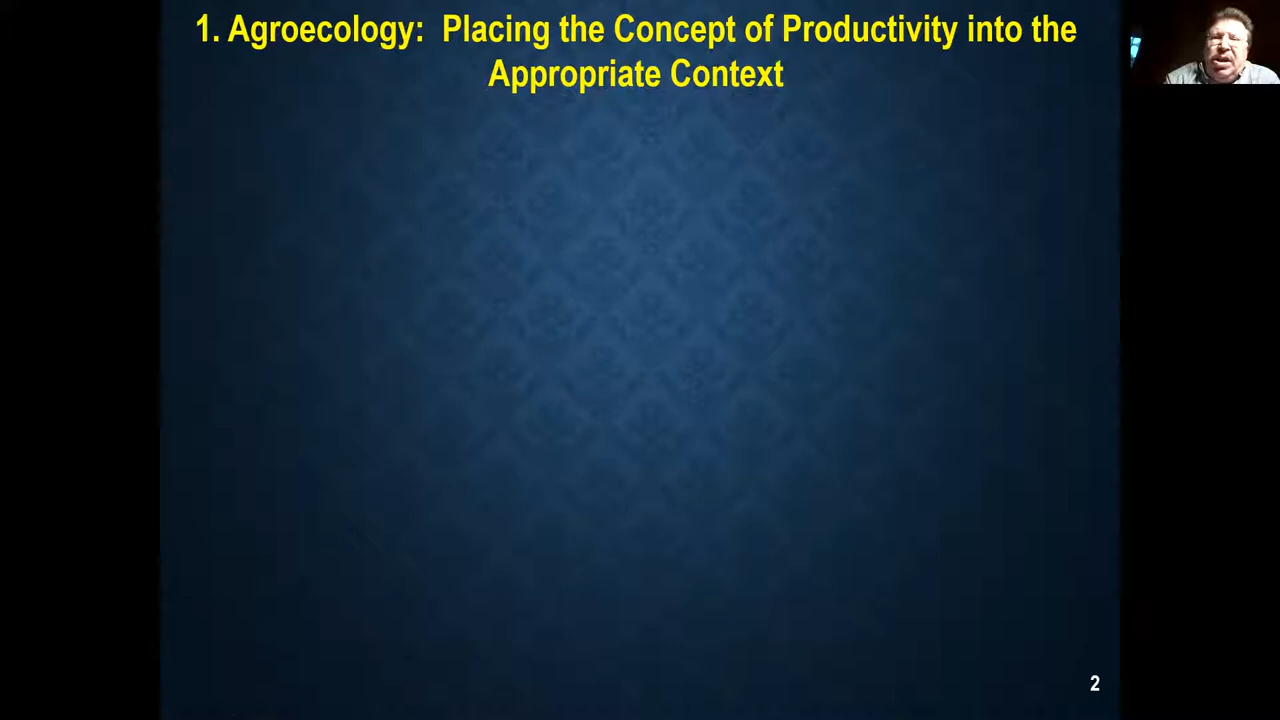 1. Agroecology:  Placing the Concept of Productivity into the
Appropriate Context
2